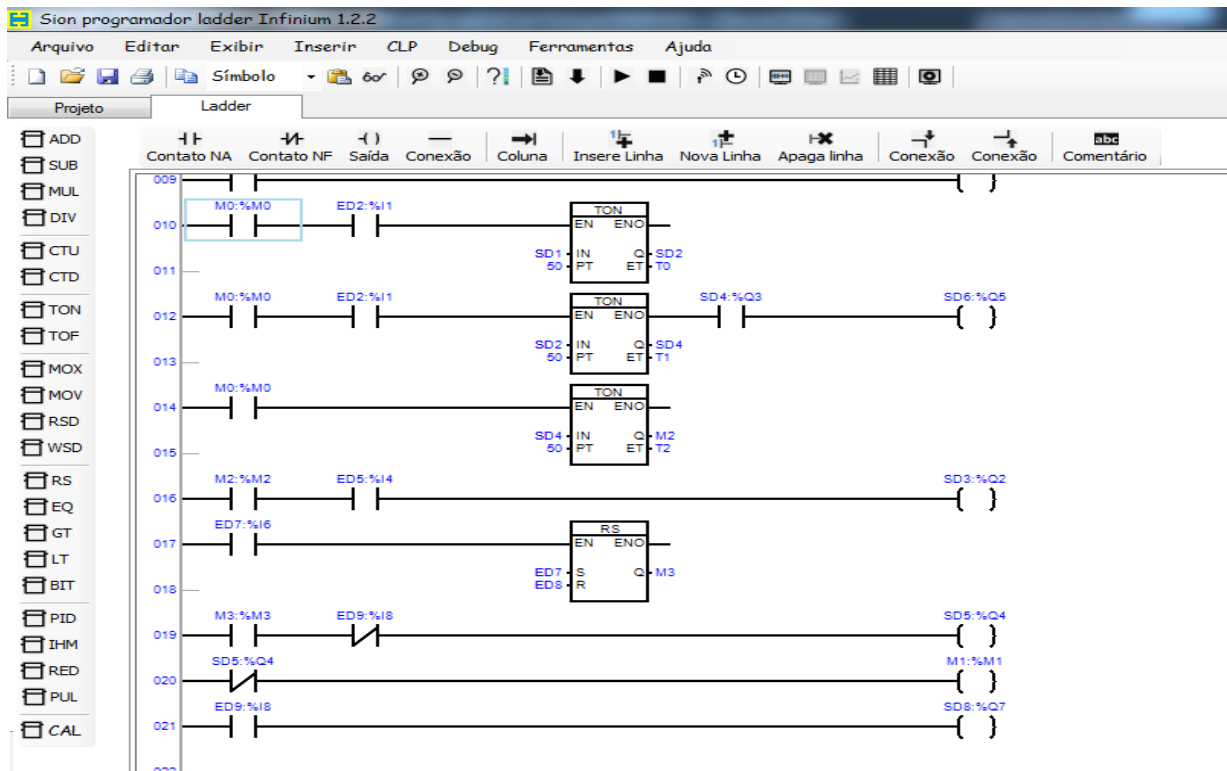 Sion programador ladder Infinium 1.2.2
Arquivo Editar Exibir Inserir CLP Debug Ferramentas Ajuda
Símbolo
Projeto Ladder
Contato NA Contato NF Saída Conexão Coluna Insere Linha Nova Linha Apaga linha Conexão Conexão abc Comentário
ADD
SUB
MUL
DIV
CTU
CTD
TON
TOF
MOX
MOV
RSD
WSD
RS
EQ
GT
LT
BIT
PID
IHM
RED
PUL
CAL
009
M0:%M0 ED2:%I1 TON
010 EN ENO
SD1 IN Q SD2
011 50 PT ET T0
M0:%M0 ED2:%I1 TON SD4:%Q3 SD6:%Q5
012 EN ENO
SD2 IN Q SD4
013 50 PT ET T1
M0:%M0 TON
014 EN ENO
SD4 IN Q M2
015 50 PT ET T2
M2:%M2 ED5:%I4 SD3:%Q2
016
ED7:%I6 RS
017 EN ENO
ED7 S Q M3
018 ED8 R
M3:%M3 ED9:%I8 SD5:%Q4
019
SD5:%Q4 M1:%M1
020
ED9:%I8 SD8:%Q7
021